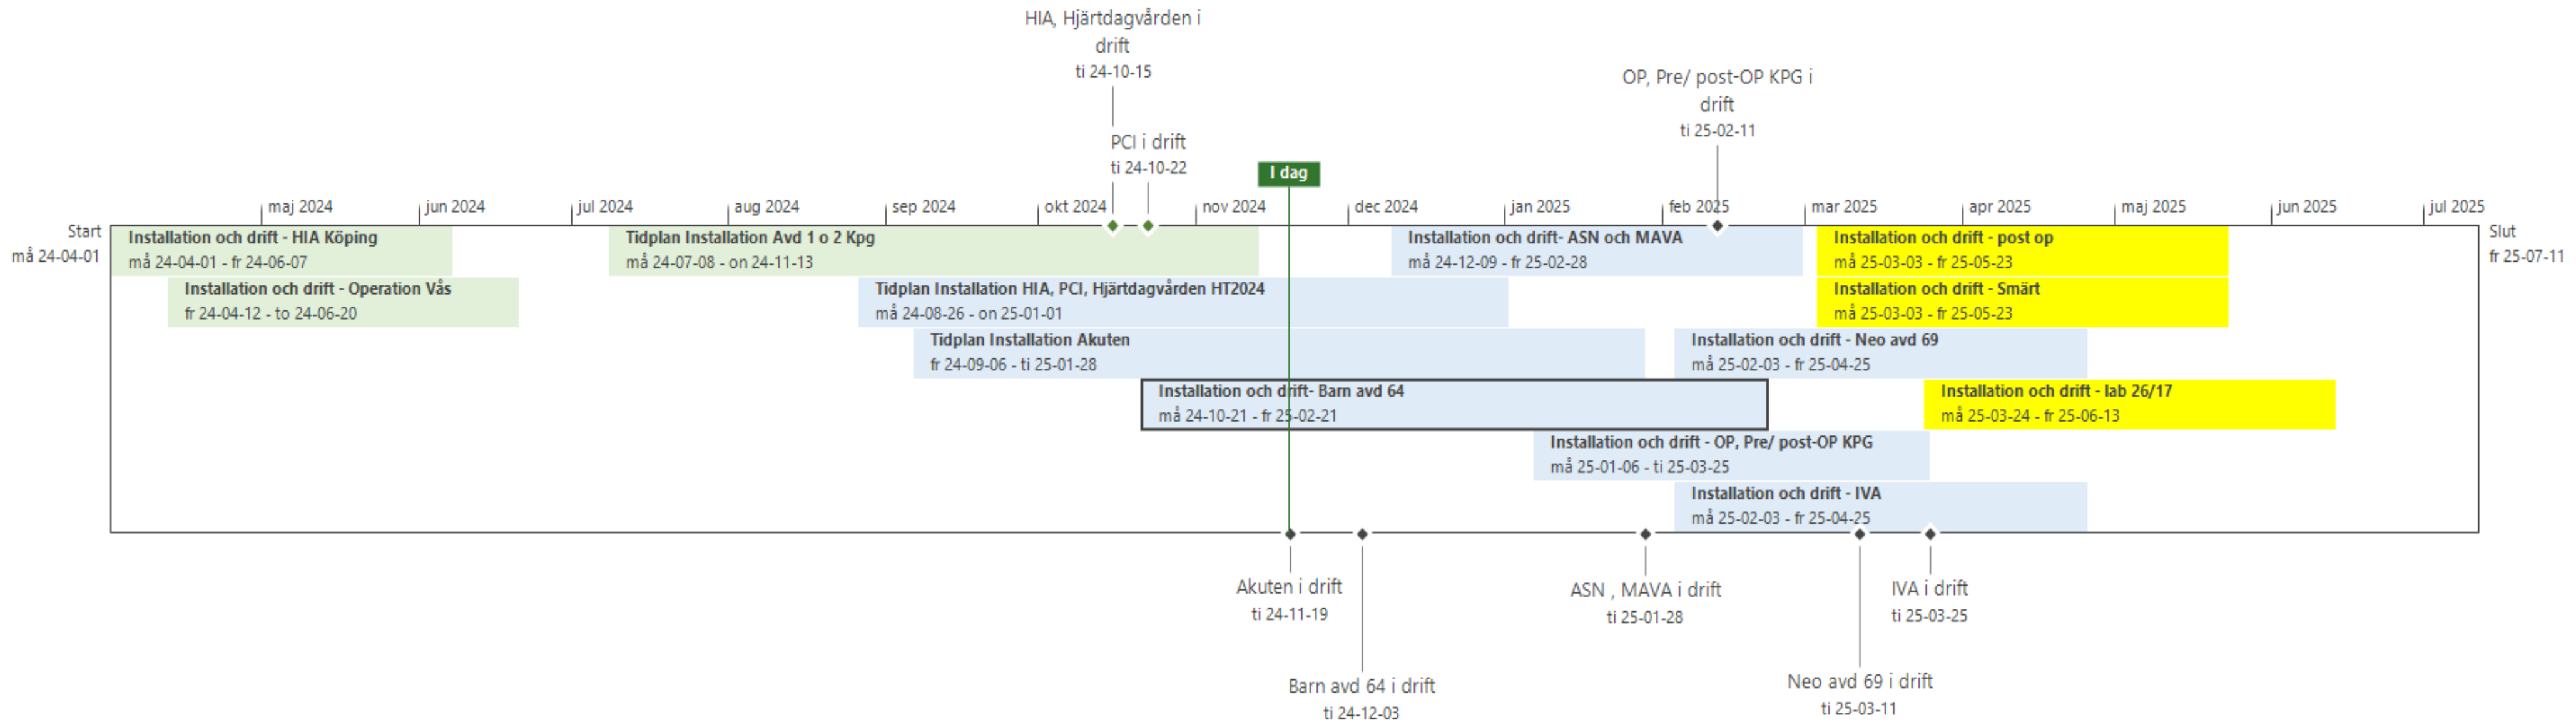 HIA, Hjärtdagvården i
drift
ti 24-10-15
OP, Pre/ post-OP KPG i
drift
ti 25-02-11
PCI i drift
ti 24-10-22
I dag
maj 2024
jun 2024
jul 2024
aug 2024
sep 2024
okt 2024
nov 2024
dec 2024
jan 2025
feb 2025
mar 2025
apr 2025
maj 2025
jun 2025
jul 2025
Start
må 24-04-01
Installation och drift - HIA Köping
må 24-04-01 - fr 24-06-07
Tidplan Installation Avd 1 o 2 Kpg
må 24-07-08 - on 24-11-13
Installation och drift- ASN och MAVA
må 24-12-09 - fr 25-02-28
Installation och drift - post op
må 25-03-03 - fr 25-05-23
Slut
fr 25-07-11
Installation och drift - Operation Vås
fr 24-04-12 - to 24-06-20
Tidplan Installation HIA, PCI, Hjärtdagvården HT2024
må 24-08-26 - on 25-01-01
Installation och drift - Smärt
må 25-03-03 - fr 25-05-23
Tidplan Installation Akuten
fr 24-09-06 - ti 25-01-28
Installation och drift - Neo avd 69
må 25-02-03 - fr 25-04-25
Installation och drift- Barn avd 64
må 24-10-21 - fr 25-02-21
Installation och drift - lab 26/17
må 25-03-24 - fr 25-06-13
Installation och drift - OP, Pre/ post-OP KPG
må 25-01-06 - ti 25-03-25
Installation och drift - IVA
må 25-02-03 - fr 25-04-25
Akuten i drift
ti 24-11-19
ASN , MAVA i drift
ti 25-01-28
IVA i drift
ti 25-03-25
Barn avd 64 i drift
ti 24-12-03
Neo avd 69 i drift
ti 25-03-11